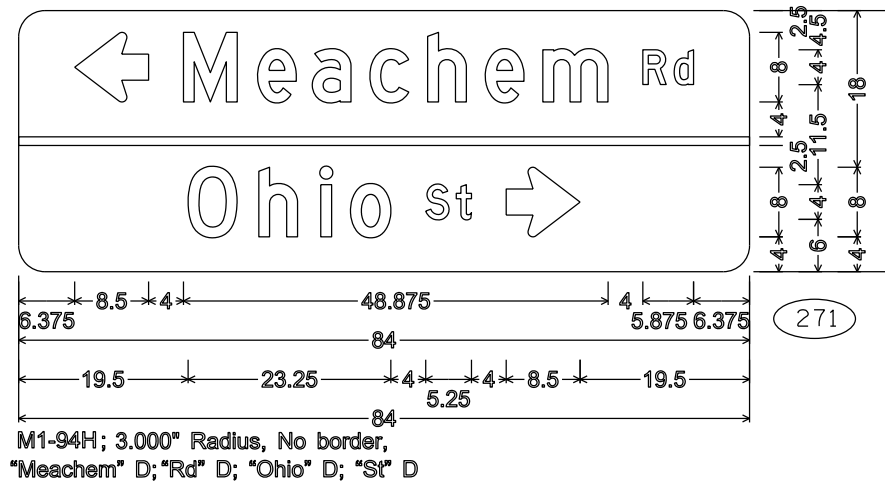 Meachem Rd
Ohio St
2.5 4.5
8 4 18
4 11.5
2.5
8 4 8
4 6 4
8.5 4 48.875 4
6.375 5.875 6.375
84
271
19.5 23.25 4 4 8.5 19.5
5.25
84
M1-94H; 3.000" Radius, No border,
"Meachem" D; "Rd" D; "Ohio" D; "St" D